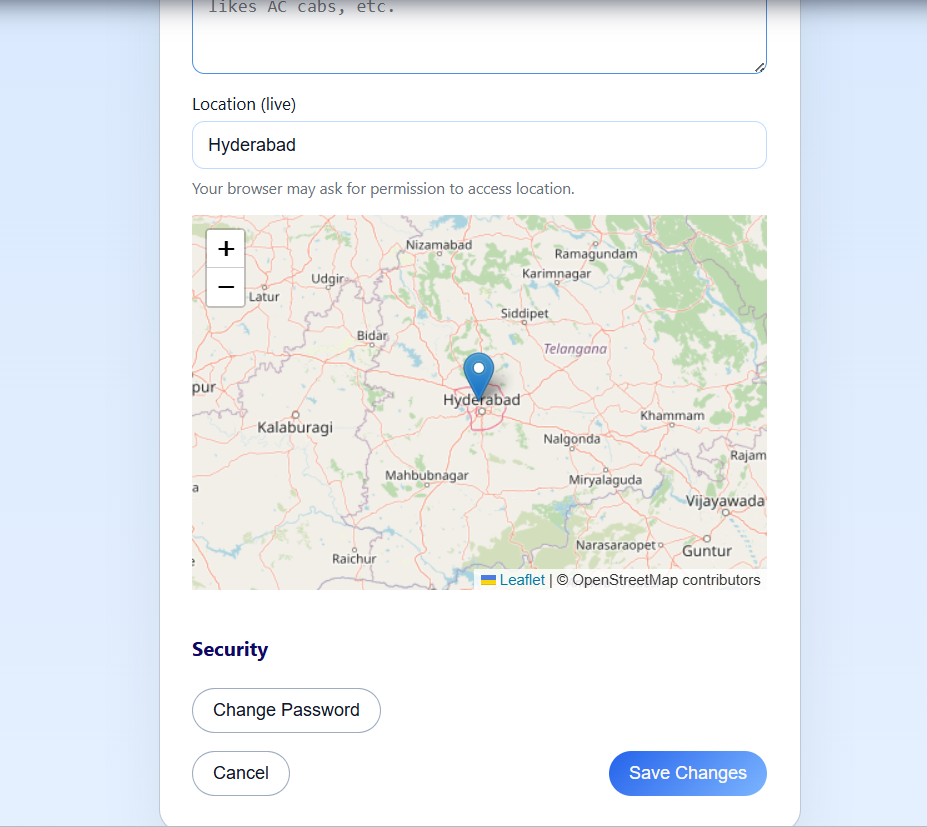 likes AC cabs, etc.
Location (live)
Hyderabad
Your browser may ask for permission to access location.
+
−
Nizamabad
Ramagundam
Karimnagar
Udgir
Latur
Siddipet
Bidar
Telangana
pur
Hyderabad
Khammam
Kalaburagi
Nalgonda
Rajam
Mahbubnagar
Miryalaguda
a
Vijayawada
Narasaraopet
Guntur
Raichur
Leaflet | © OpenStreetMap contributors
Security
Change Password
Cancel
Save Changes